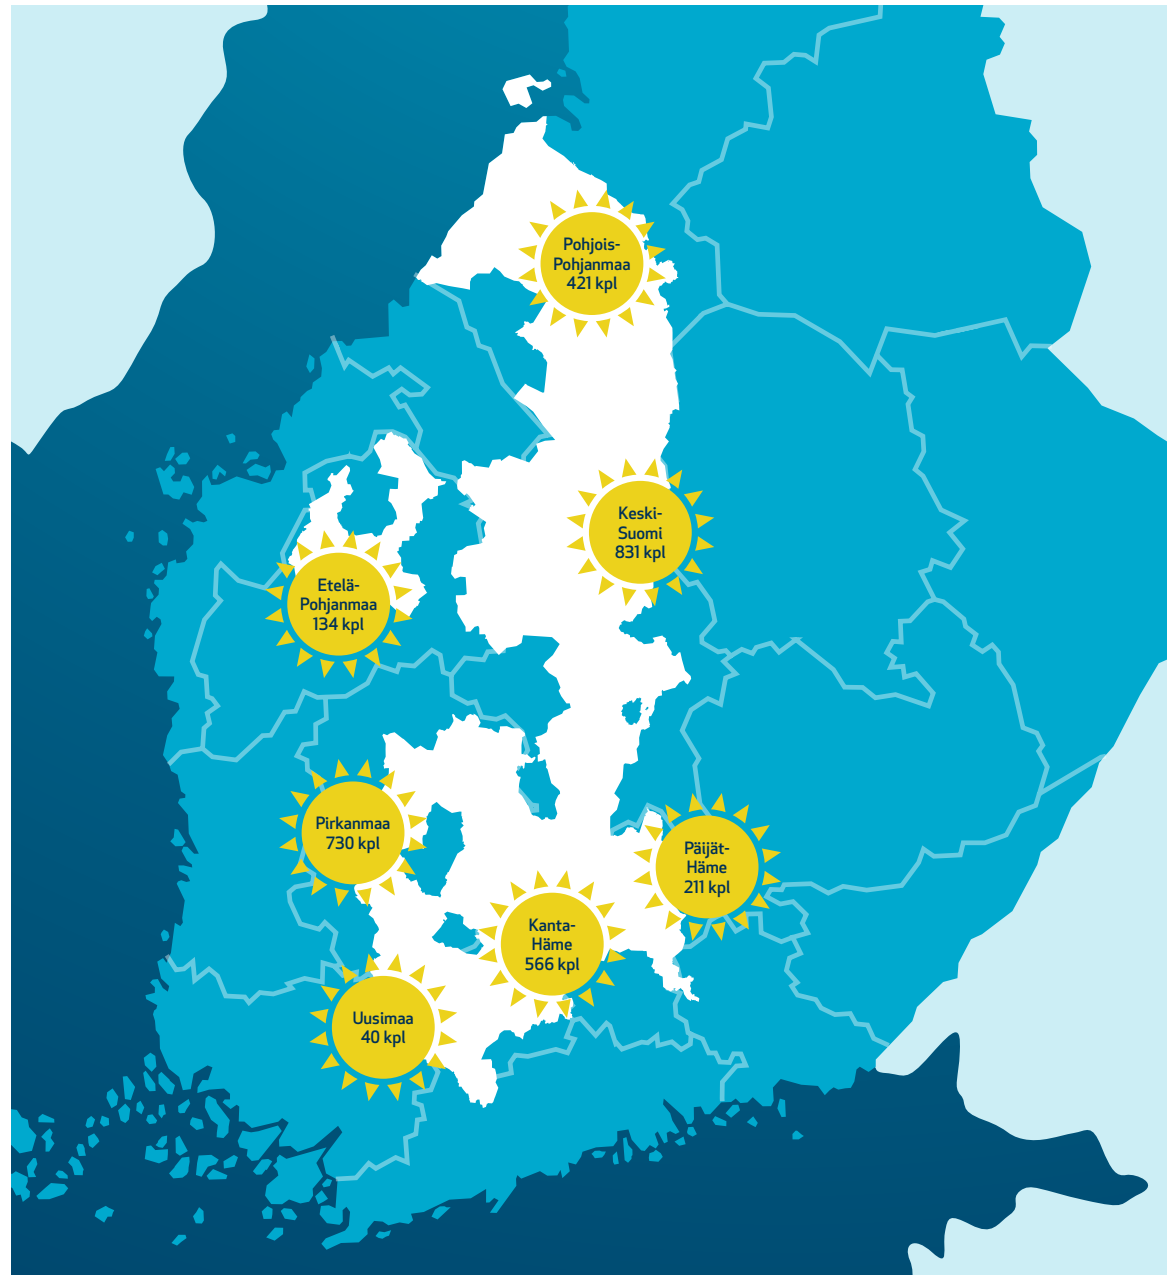 Pohjois-
Pohjanmaa
421 kpl
Keski-
Suomi
831 kpl
Etelä-
Pohjanmaa
134 kpl
Pirkanmaa
730 kpl
Päijät-
Häme
211 kpl
Kanta-
Häme
566 kpl
Uusimaa
40 kpl